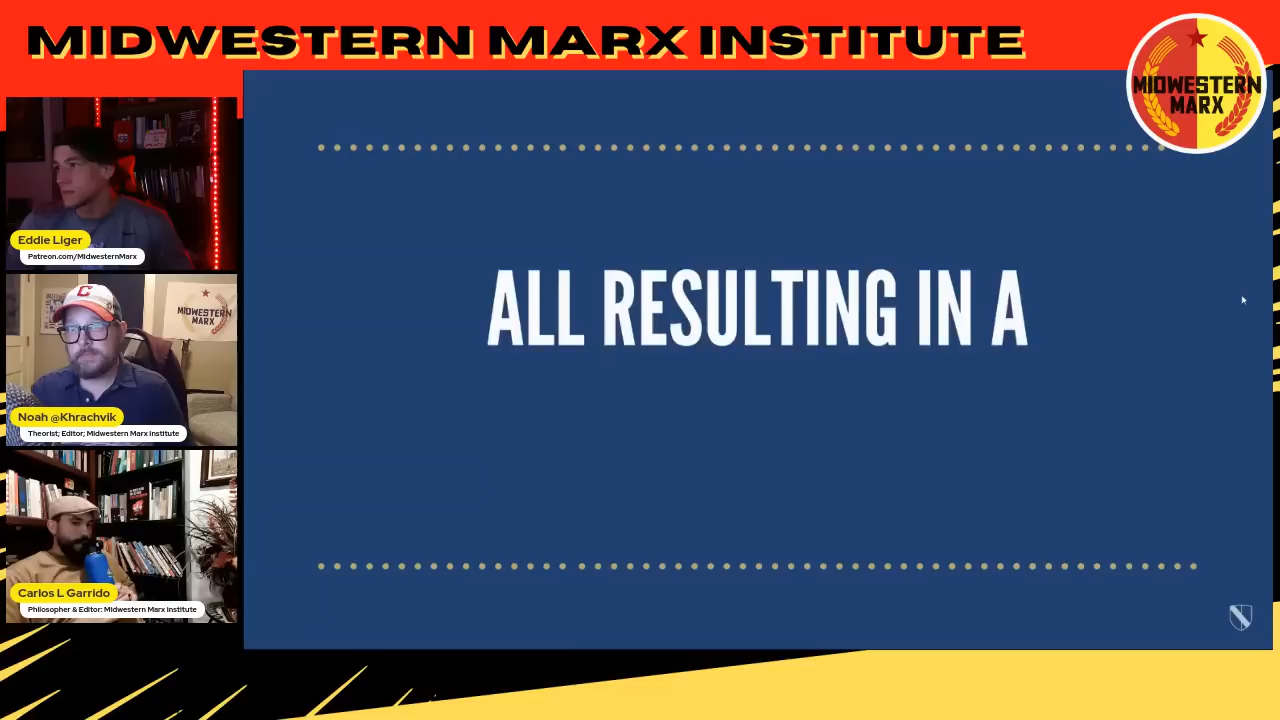 MIDWESTERN MARX INSTITUTE
MIDWESTERN
MARX
Eddie Liger
Patreon.com/MidwesternMarx
ALL RESULTING IN A
C
MIDWESTERN
MARX
Noah @Khrachvik
Theorist; Editor; Midwestern Marx Institute
Carlos L Garrido
Philosopher & Editor: Midwestern Marx Institute